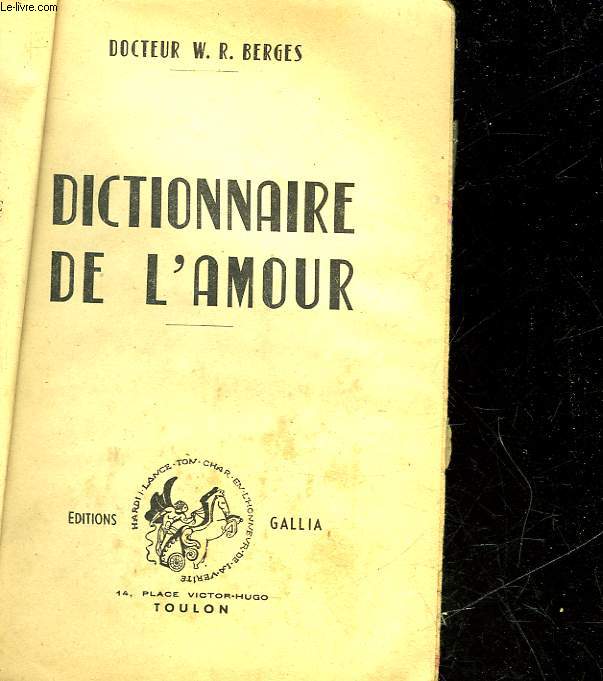 Le-livre.com
DOCTEUR W. R. BERGES
DICTIONNAIRE
DE L'AMOUR
HARDI·LANCE·TON·CHAR·EN·L'HONNEUR·DE·LA·VERITE
EDITIONS GALLIA
14, PLACE VICTOR-HUGO
TOULON